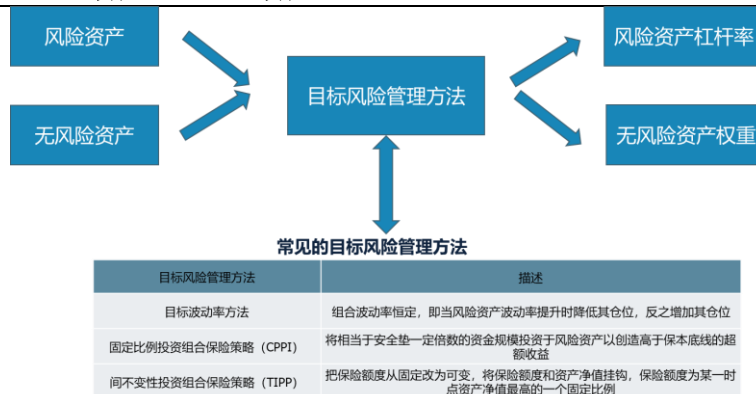 风险资产
风险资产杠杆率
目标风险管理方法
无风险资产
无风险资产权重
常见的目标风险管理方法
目标风险管理方法 描述
目标波动率方法 组合波动率恒定，即当风险资产波动率提升时降低其仓位，反之增加其仓位
固定比例投资组合保险策略（CPPI） 将相当于安全垫一定倍数的资金规模投资于风险资产以创造高于保本底线的超
额收益
间不变性投资组合保险策略（TIPP） 把保险额度从固定改为可变，将保险额度和资产净值挂钩，保险额度为某一时
点资产净值最高的一个固定比例